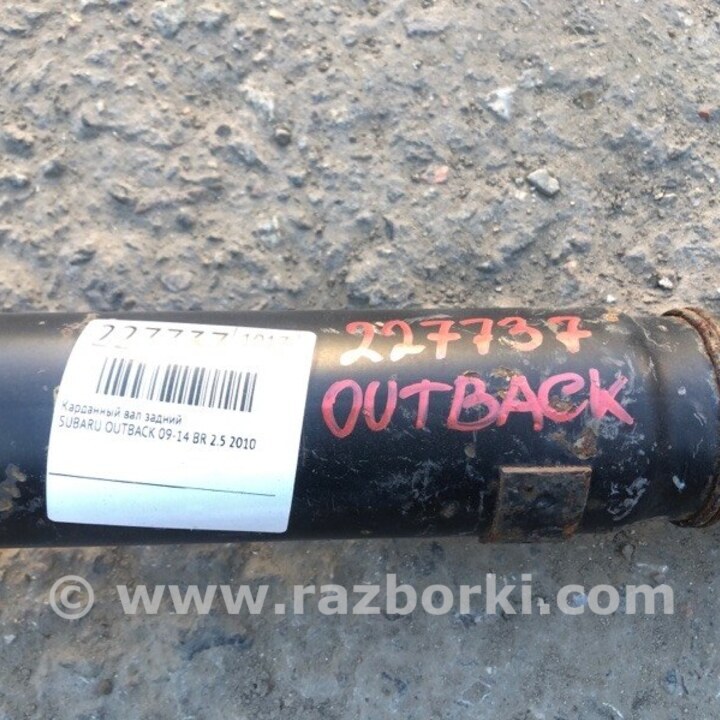 227737
Карданный вал задний
SUBARU OUTBACK 09-14 BR 2.5 2010
227737
OUTBACK
© www.razborki.com